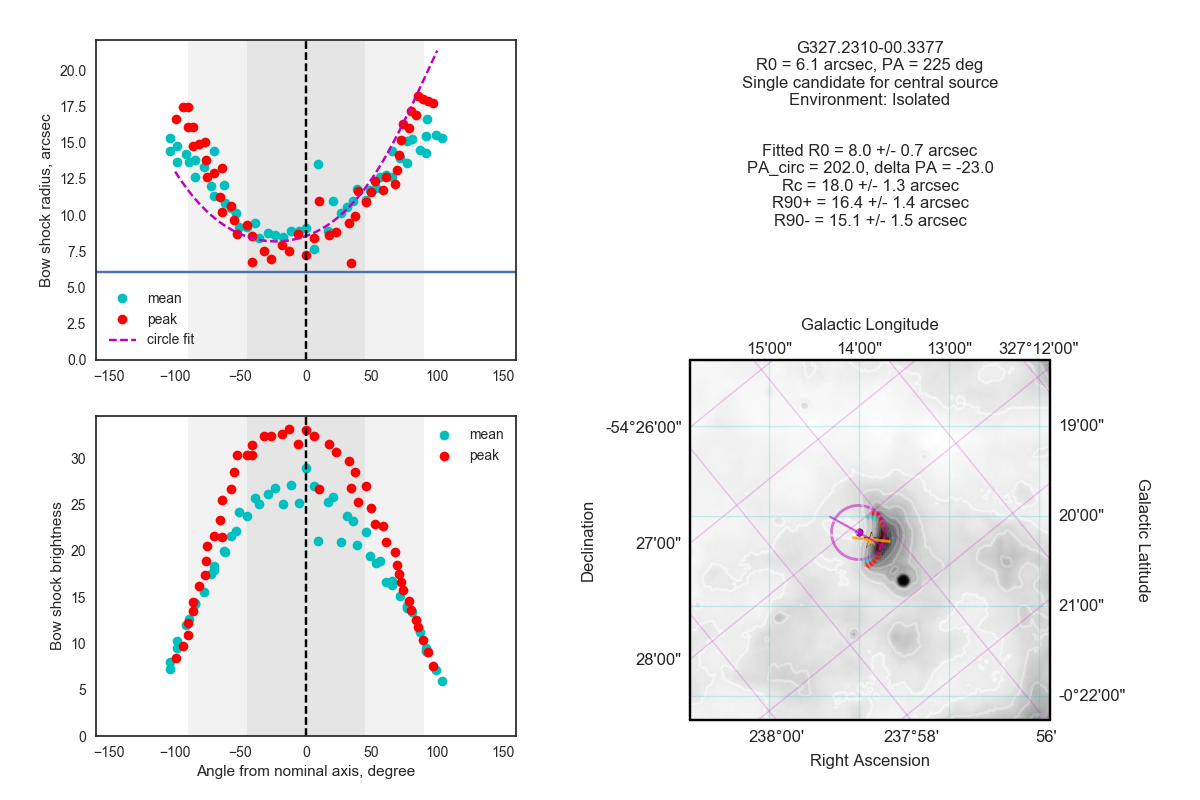 G327.2310-00.3377
R0 = 6.1 arcsec, PA = 225 deg
Single candidate for central source
Environment: Isolated
Fitted R0 = 8.0 +/- 0.7 arcsec
PA_circ = 202.0, delta PA = -23.0
Rc = 18.0 +/- 1.3 arcsec
R90+ = 16.4 +/- 1.4 arcsec
R90- = 15.1 +/- 1.5 arcsec
Bow shock radius, arcsec
20.0
17.5
15.0
12.5
10.0
7.5
5.0
2.5
0.0
mean
peak
circle fit
−150 −100 −50 0 50 100 150
Bow shock brightness
30
25
20
15
10
5
0
mean
peak
−150 −100 −50 0 50 100 150
Angle from nominal axis, degree
Galactic Longitude
15'00" 14'00" 13'00" 327°12'00"
Declination
-54°26'00"
27'00"
28'00"
19'00"
20'00"
21'00"
-0°22'00"
Galactic Latitude
238°00' 237°58' 56'
Right Ascension